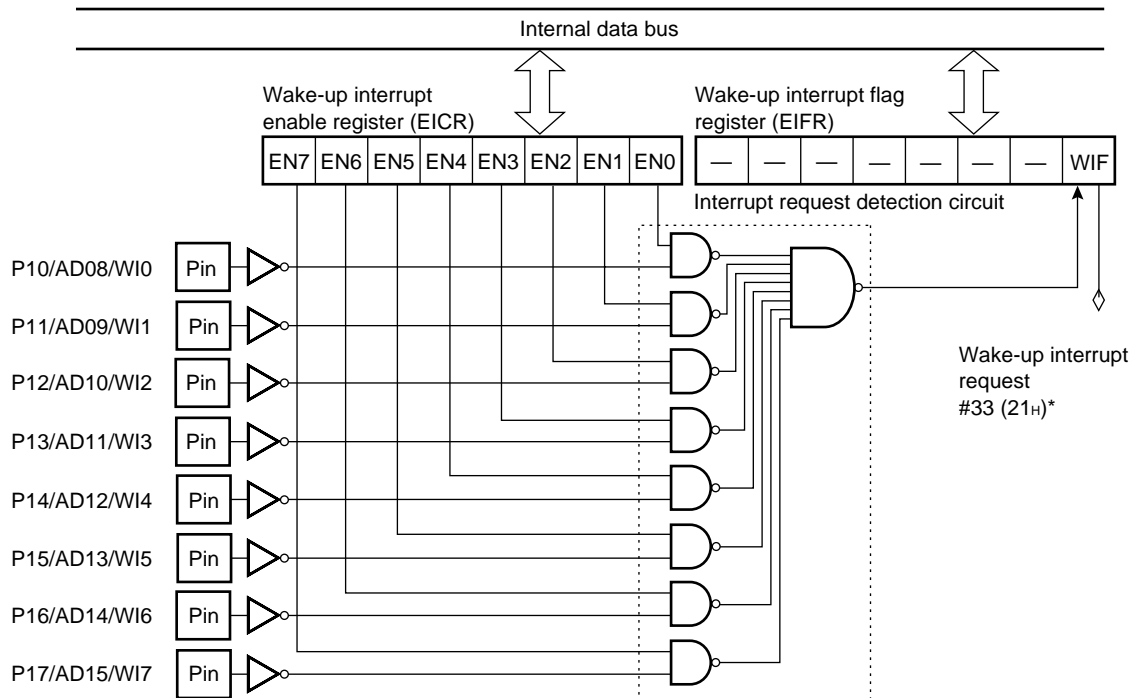 Internal data bus
Wake-up interrupt
enable register (EICR)
Wake-up interrupt flag
register (EIFR)
EN7 EN6 EN5 EN4 EN3 EN2 EN1 EN0
— — — — — — — WIF
Interrupt request detection circuit
P10/AD08/WI0 Pin
P11/AD09/WI1 Pin
P12/AD10/WI2 Pin
Wake-up interrupt
request
#33 (21H)*
P13/AD11/WI3 Pin
P14/AD12/WI4 Pin
P15/AD13/WI5 Pin
P16/AD14/WI6 Pin
P17/AD15/WI7 Pin